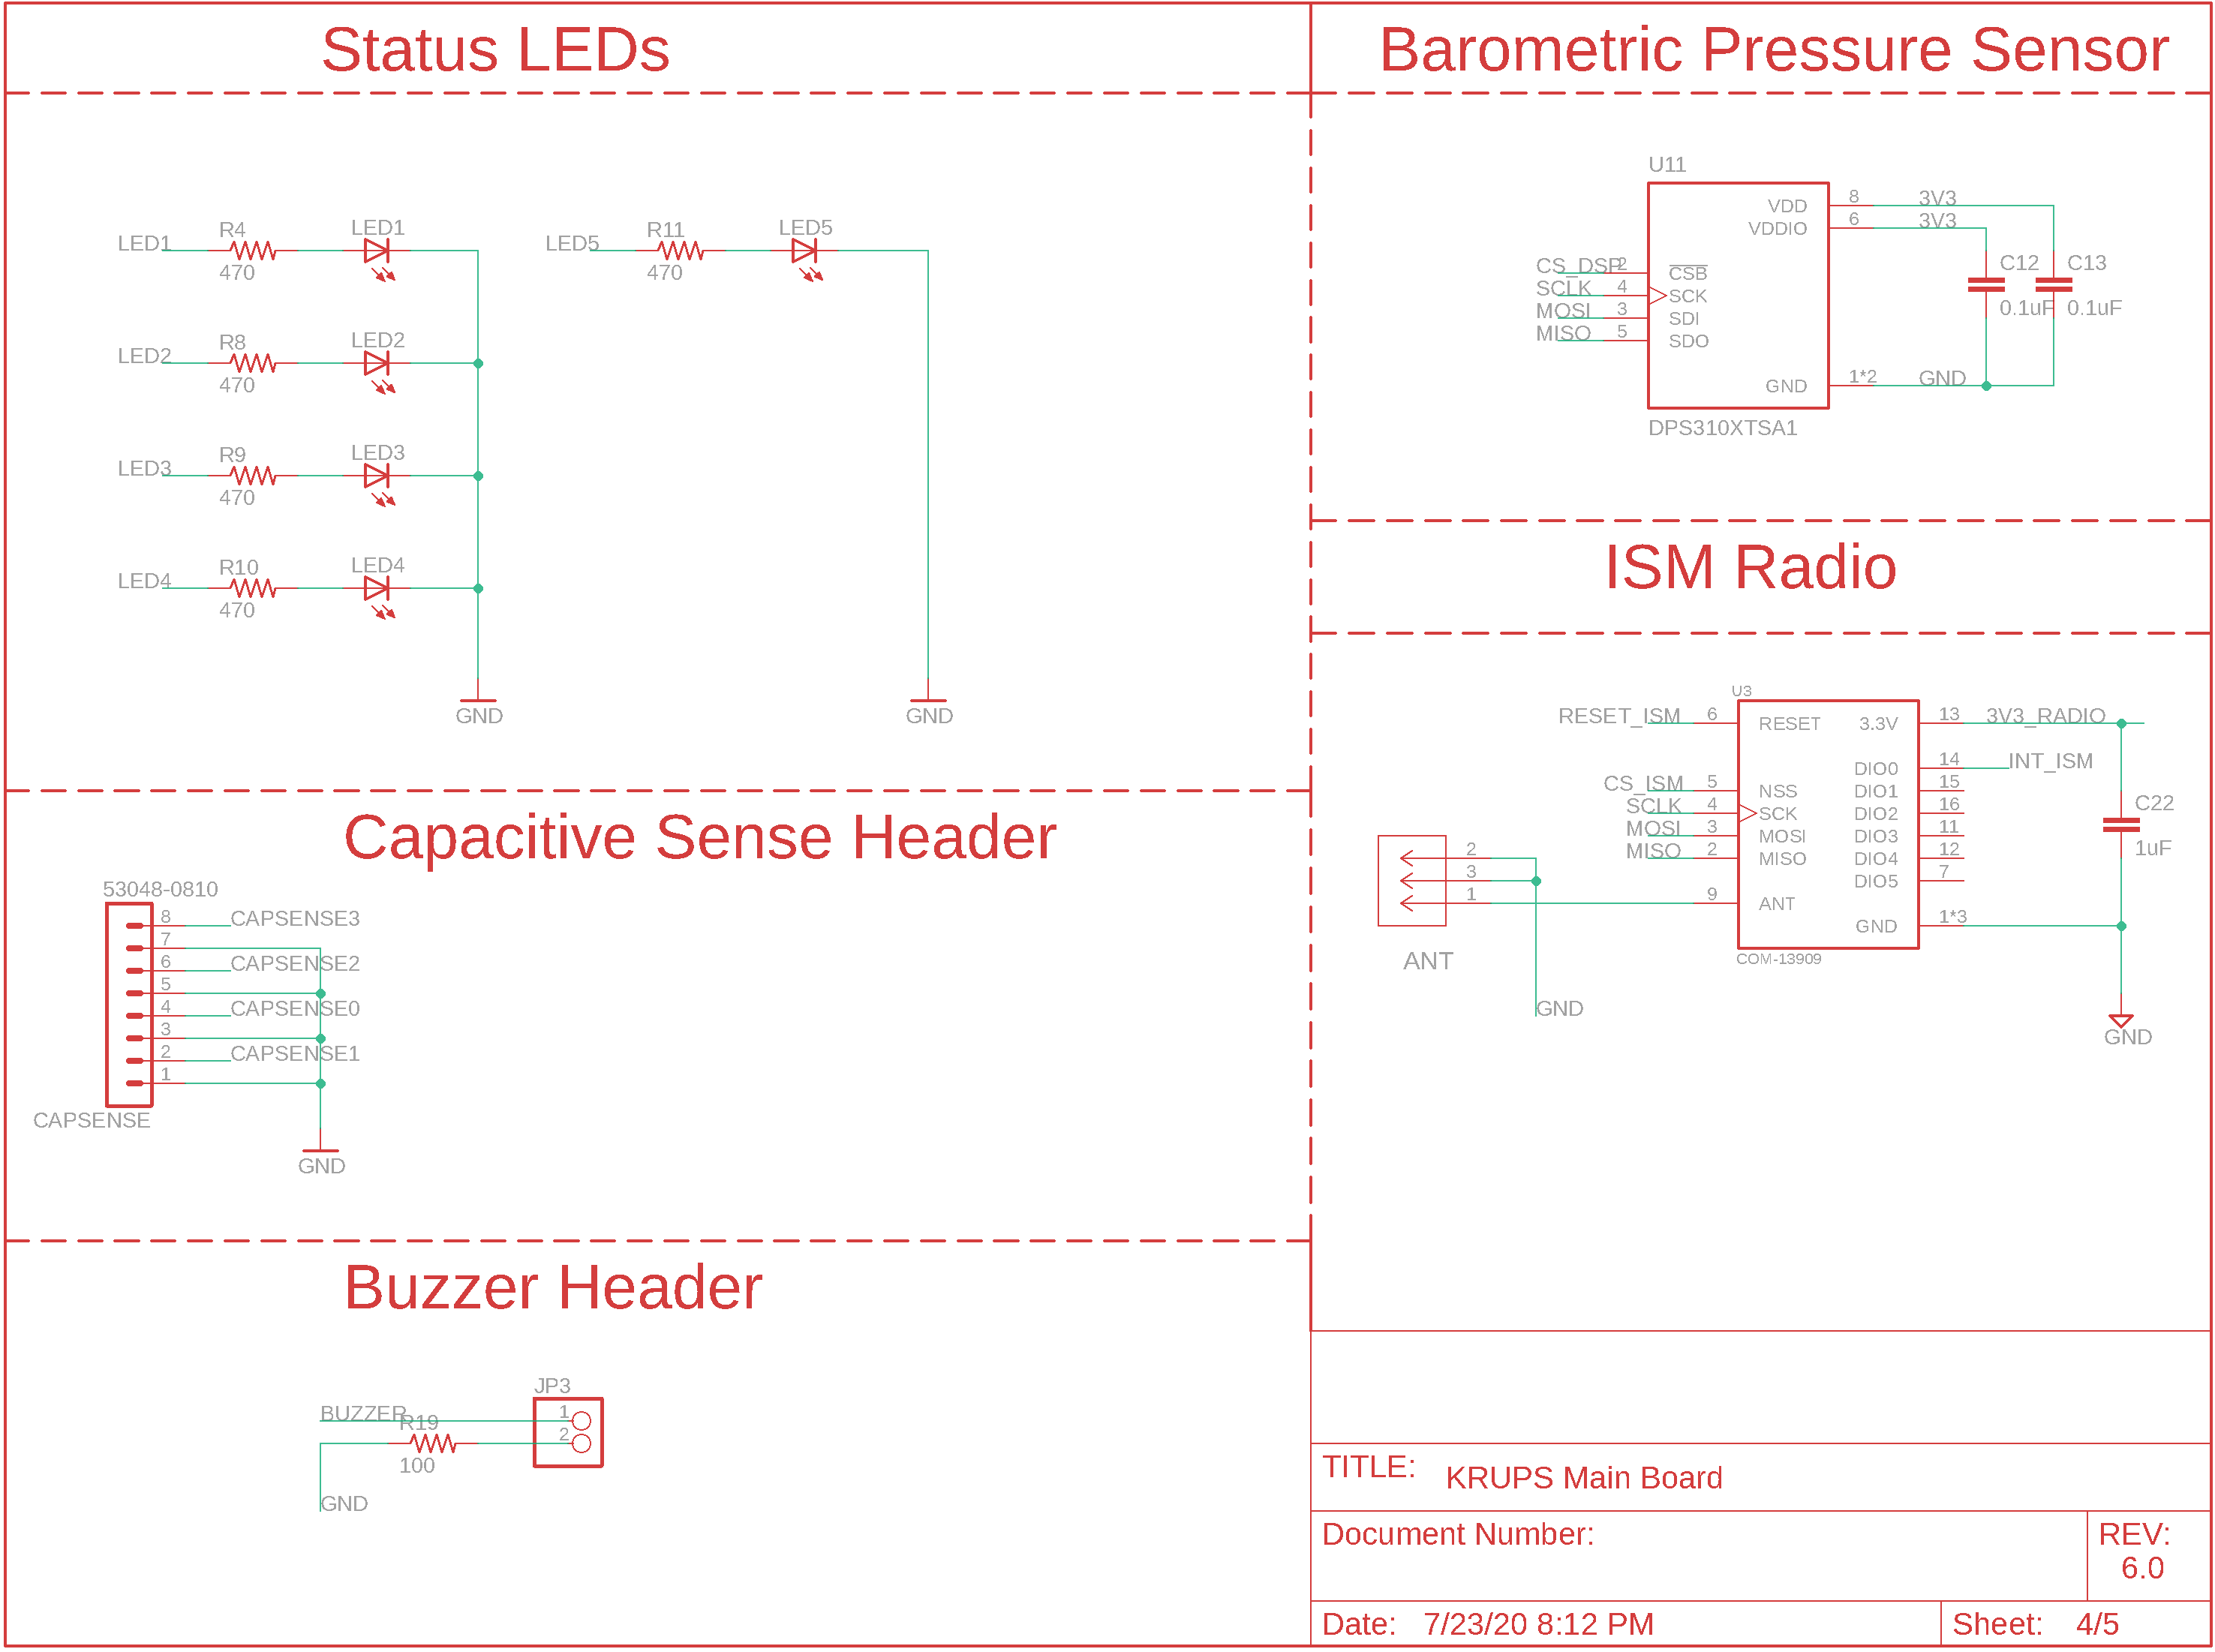 Status LEDs
LED1
R4
470
LED1
LED5
R11
470
LED5
LED2
R8
470
LED2
LED3
R9
470
LED3
LED4
R10
470
LED4
GND
GND
Capacitive Sense Header
53048-0810
8 CAPSENSE3
7
6 CAPSENSE2
5
4 CAPSENSE0
3
2 CAPSENSE1
1
CAPSENSE
GND
Buzzer Header
JP3
BUZZER
R19
100
1
2
GND
Barometric Pressure Sensor
U11
VDD 8 3V3
VDDIO 6 3V3
CS_DSP 2 CSB
SCLK 4 SCK
MOSI 3 SDI
MISO 5 SDO
GND 1*2 GND
DPS310XTSA1
C12
0.1uF
C13
0.1uF
ISM Radio
U3
RESET_ISM 6 RESET
CS_ISM 5 NSS
SCLK 4 SCK
MOSI 3 MOSI
MISO 2 MISO
9 ANT
3.3V 13 3V3_RADIO
DIO0 14 INT_ISM
DIO1 15
DIO2 16
DIO3 11
DIO4 12
DIO5 7
GND 1*3
COM-13909
2
3
1
ANT
GND
C22
1uF
GND
TITLE: KRUPS Main Board
Document Number:
REV:
6.0
Date: 7/23/20 8:12 PM
Sheet: 4/5